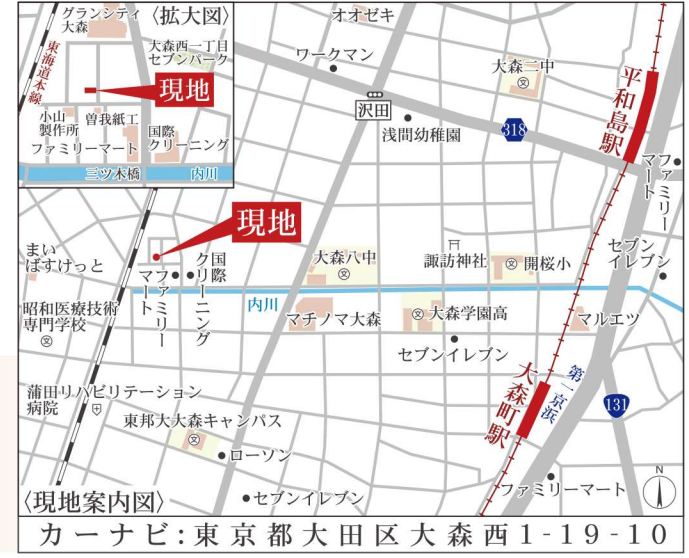 〈拡大図〉
グランシティ
大森
東海道本線
大森西一丁目
セブンパーク
現地
小山
製作所
曽我紙工
ファミリーマート
国際
クリーニング
三ツ木橋
内川
オオゼキ
ワークマン
大森二中
沢田
浅間幼稚園
318
平和島駅
ファミリー
マート
現地
まい
ばすけっと
ファミリー
マート
国際
クリーニング
大森八中
諏訪神社
開桜小
セブン
イレブン
内川
昭和医療技術
専門学校
マチノマ大森
大森学園高
マルエツ
セブンイレブン
第一京浜
大森町駅
131
蒲田リハビリテーション
病院
東邦大大森キャンパス
ローソン
セブンイレブン
ファミリーマート
N
〈現地案内図〉
カーナビ:東京都大田区大森西1-19-10